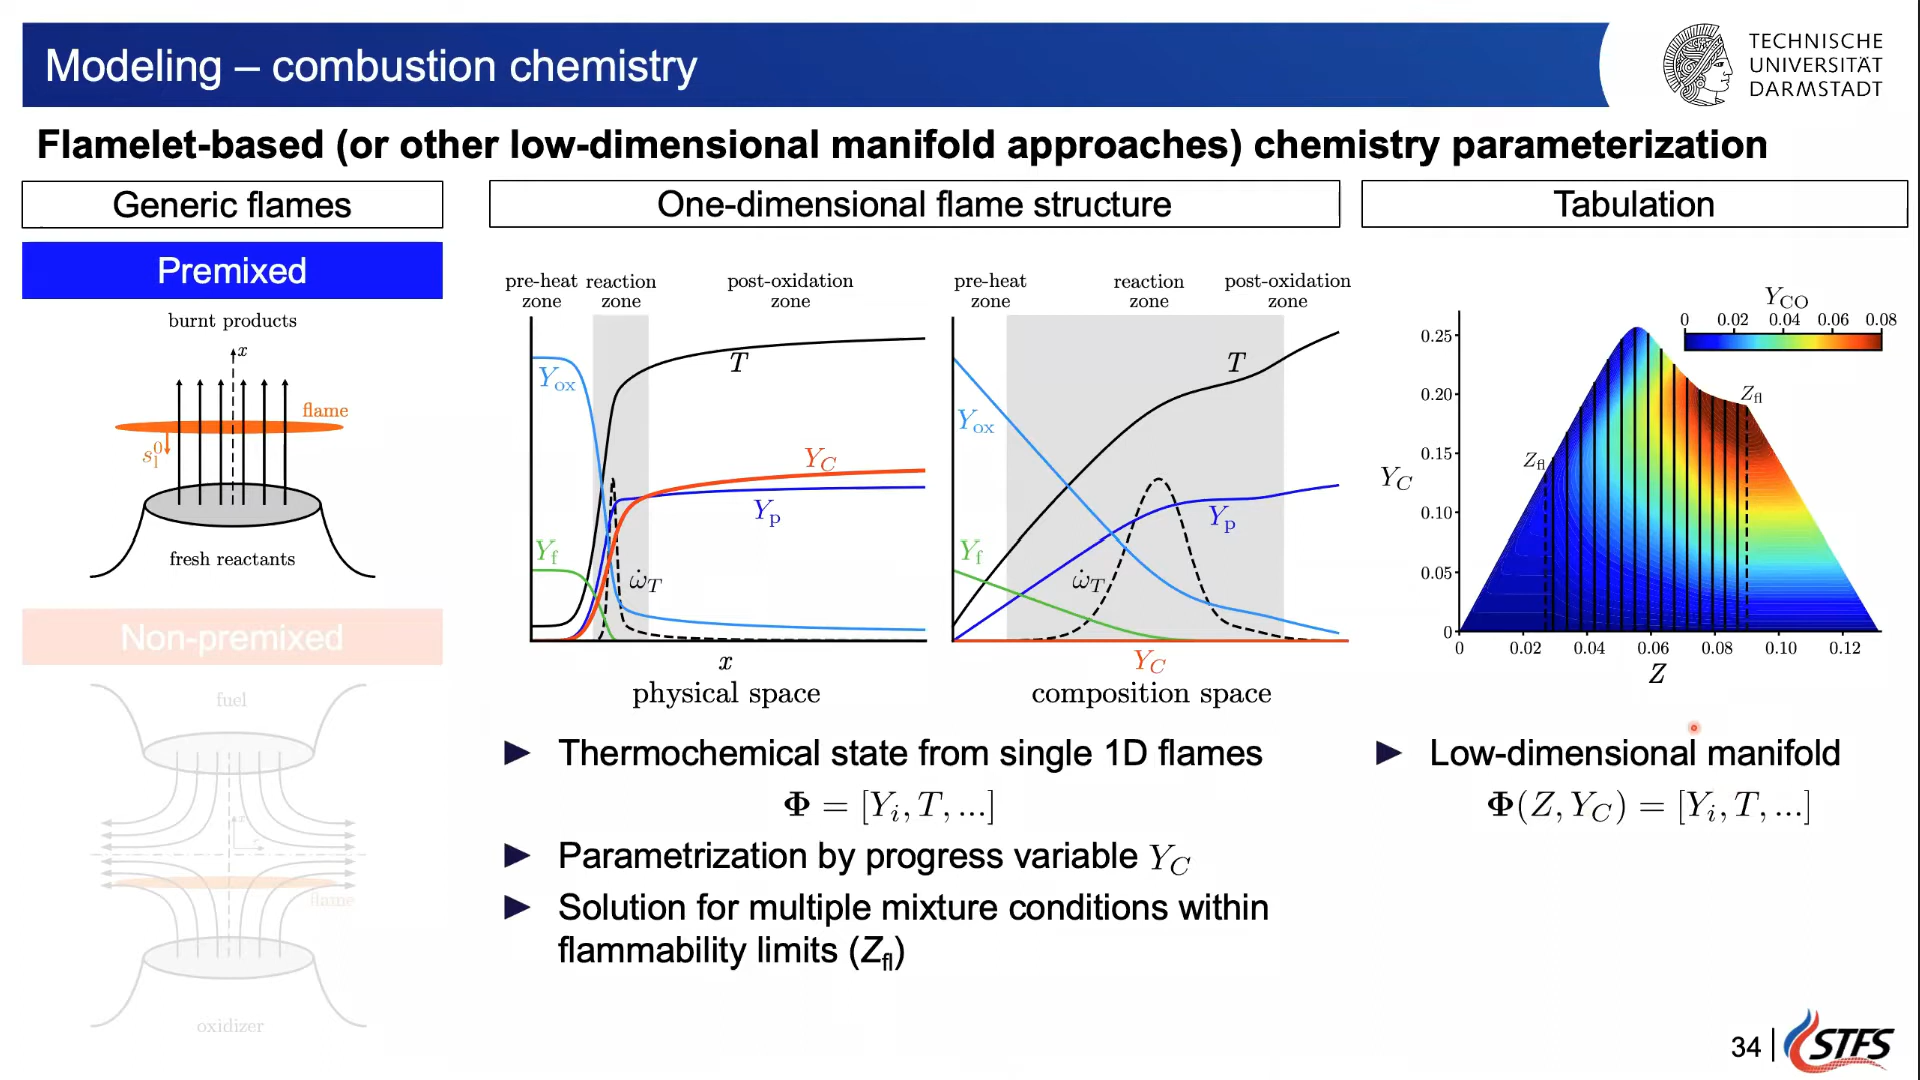 Modeling – combustion chemistry
TECHNISCHE
UNIVERSITÄT
DARMSTADT
Flamelet-based (or other low-dimensional manifold approaches) chemistry parameterization
Generic flames
Premixed
burnt products
x
flame
s_l^0
fresh reactants
Non-premixed
fuel
x
r
flame
oxidizer
One-dimensional flame structure
pre-heat zone
reaction zone
post-oxidation zone
Y_ox
T
Y_C
Y_p
Y_f
ω̇_T
x
physical space
pre-heat zone
reaction zone
post-oxidation zone
T
Y_ox
Y_p
Y_f
ω̇_T
Y_C
composition space
▶ Thermochemical state from single 1D flames
Φ = [Y_i, T, ...]
▶ Parametrization by progress variable Y_C
▶ Solution for multiple mixture conditions within
flammability limits (Z_fl)
Tabulation
Y_CO
0 0.02 0.04 0.06 0.08
0.25
0.20
0.15
0.10
0.05
0
Y_C
Z_fl
Z_fl
0 0.02 0.04 0.06 0.08 0.10 0.12
Z
▶ Low-dimensional manifold
Φ(Z, Y_C) = [Y_i, T, ...]
34 |
STFS